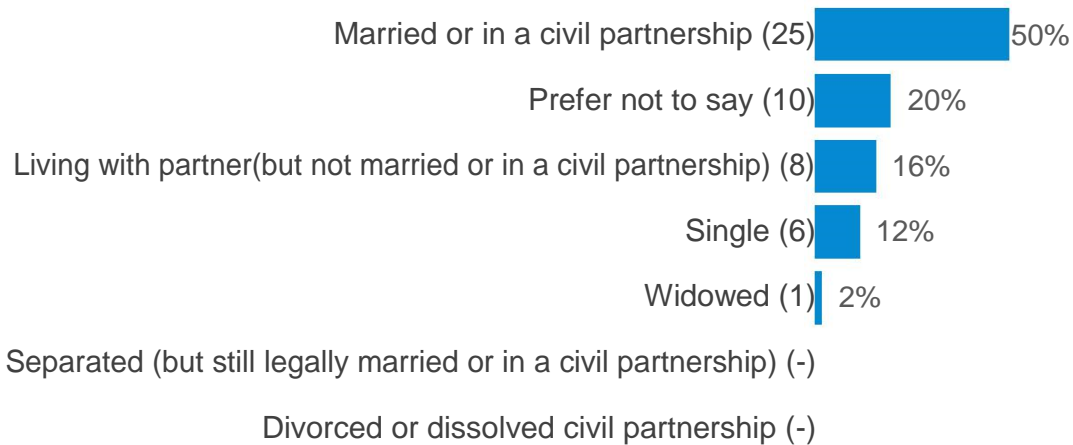 Married or in a civil partnership (25) 50%
Prefer not to say (10) 20%
Living with partner(but not married or in a civil partnership) (8) 16%
Single (6) 12%
Widowed (1) 2%
Separated (but still legally married or in a civil partnership) (-)
Divorced or dissolved civil partnership (-)